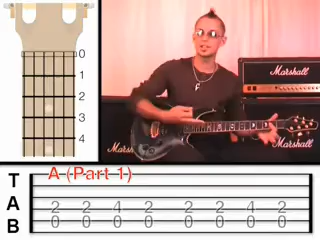 0
1
2
3
4
Marshall
Marshall
Marshall
A (Part 1)
T
A
B
2 2 4 2 2 2 4 2
0 0 0 0 0 0 0 0